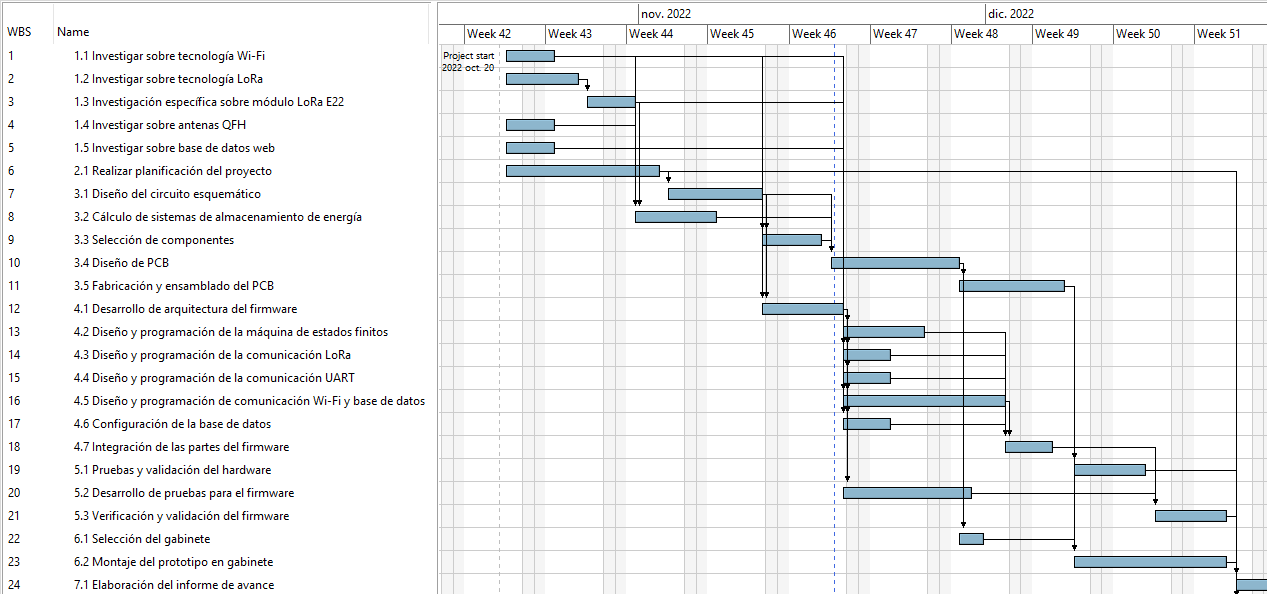 nov. 2022 dic. 2022
WBS Name Week 42 Week 43 Week 44 Week 45 Week 46 Week 47 Week 48 Week 49 Week 50 Week 51
Project start
2022 oct. 20
1 1.1 Investigar sobre tecnología Wi-Fi
2 1.2 Investigar sobre tecnología LoRa
3 1.3 Investigación específica sobre módulo LoRa E22
4 1.4 Investigar sobre antenas QFH
5 1.5 Investigar sobre base de datos web
6 2.1 Realizar planificación del proyecto
7 3.1 Diseño del circuito esquemático
8 3.2 Cálculo de sistemas de almacenamiento de energía
9 3.3 Selección de componentes
10 3.4 Diseño de PCB
11 3.5 Fabricación y ensamblado del PCB
12 4.1 Desarrollo de arquitectura del firmware
13 4.2 Diseño y programación de la máquina de estados finitos
14 4.3 Diseño y programación de la comunicación LoRa
15 4.4 Diseño y programación de la comunicación UART
16 4.5 Diseño y programación de comunicación Wi-Fi y base de datos
17 4.6 Configuración de la base de datos
18 4.7 Integración de las partes del firmware
19 5.1 Pruebas y validación del hardware
20 5.2 Desarrollo de pruebas para el firmware
21 5.3 Verificación y validación del firmware
22 6.1 Selección del gabinete
23 6.2 Montaje del prototipo en gabinete
24 7.1 Elaboración del informe de avance